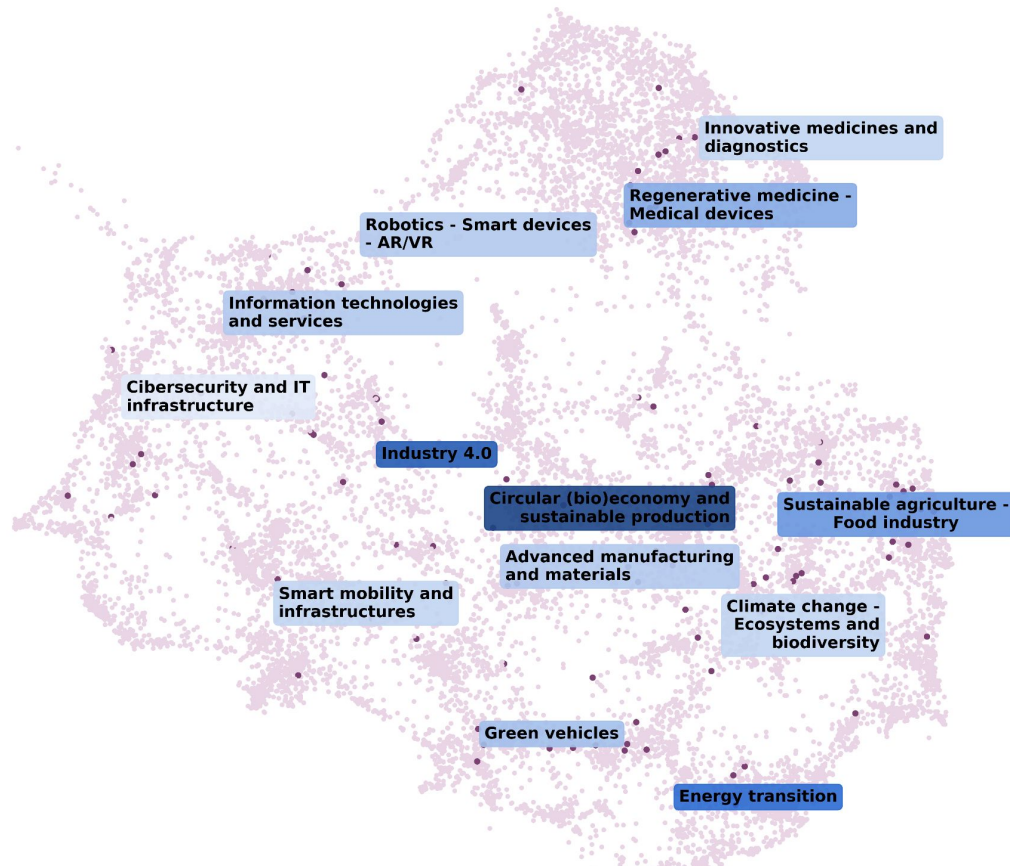 Innovative medicines and
diagnostics
Regenerative medicine -
Medical devices
Robotics - Smart devices
- AR/VR
Information technologies
and services
Cibersecurity and IT
infrastructure
Industry 4.0
Circular (bio)economy and
sustainable production
Sustainable agriculture -
Food industry
Advanced manufacturing
and materials
Smart mobility and
infrastructures
Climate change -
Ecosystems and
biodiversity
Green vehicles
Energy transition